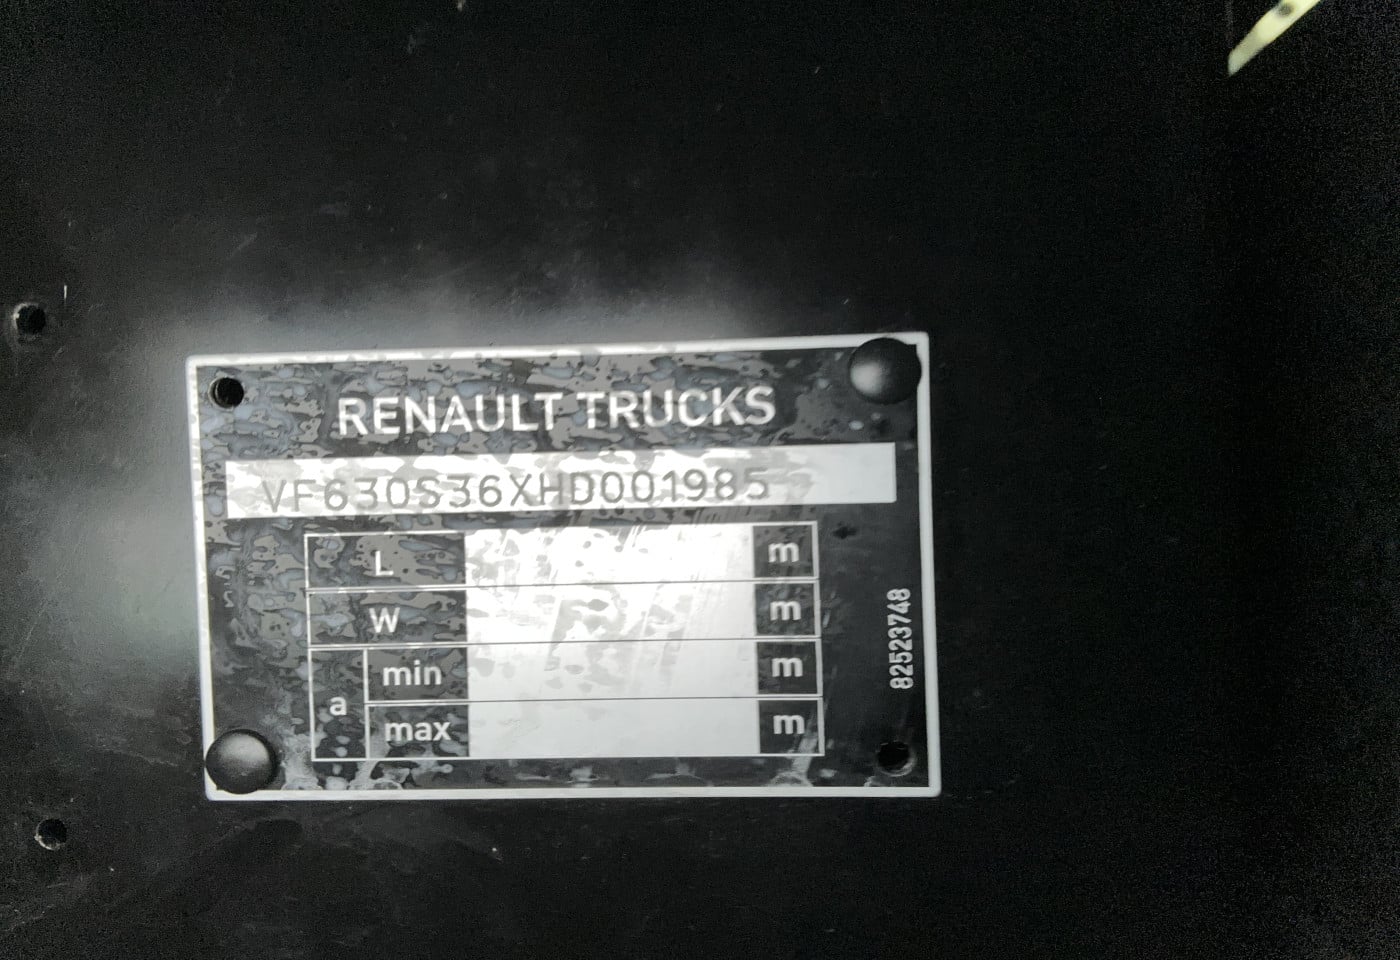 RENAULT TRUCKS
VF630S36XHD001985
L m
W m
a min m
max m
82523748